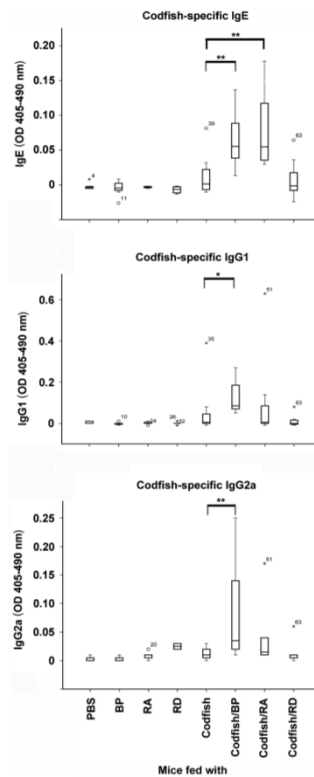 Codfish-specific IgE
**
**
IgE (OD 405-490 nm)
0.20
0.15
0.10
0.05
0
4
11
39
63
Codfish-specific IgG1
*
IgG1 (OD 405-490 nm)
0.6
0.4
0.2
0
10
24
26
22
35
51
63
Codfish-specific IgG2a
**
IgG2a (OD 405-490 nm)
0.25
0.20
0.15
0.10
0.05
0
20
51
63
PBS
BP
RA
RD
Codfish
Codfish/BP
Codfish/RA
Codfish/RD
Mice fed with